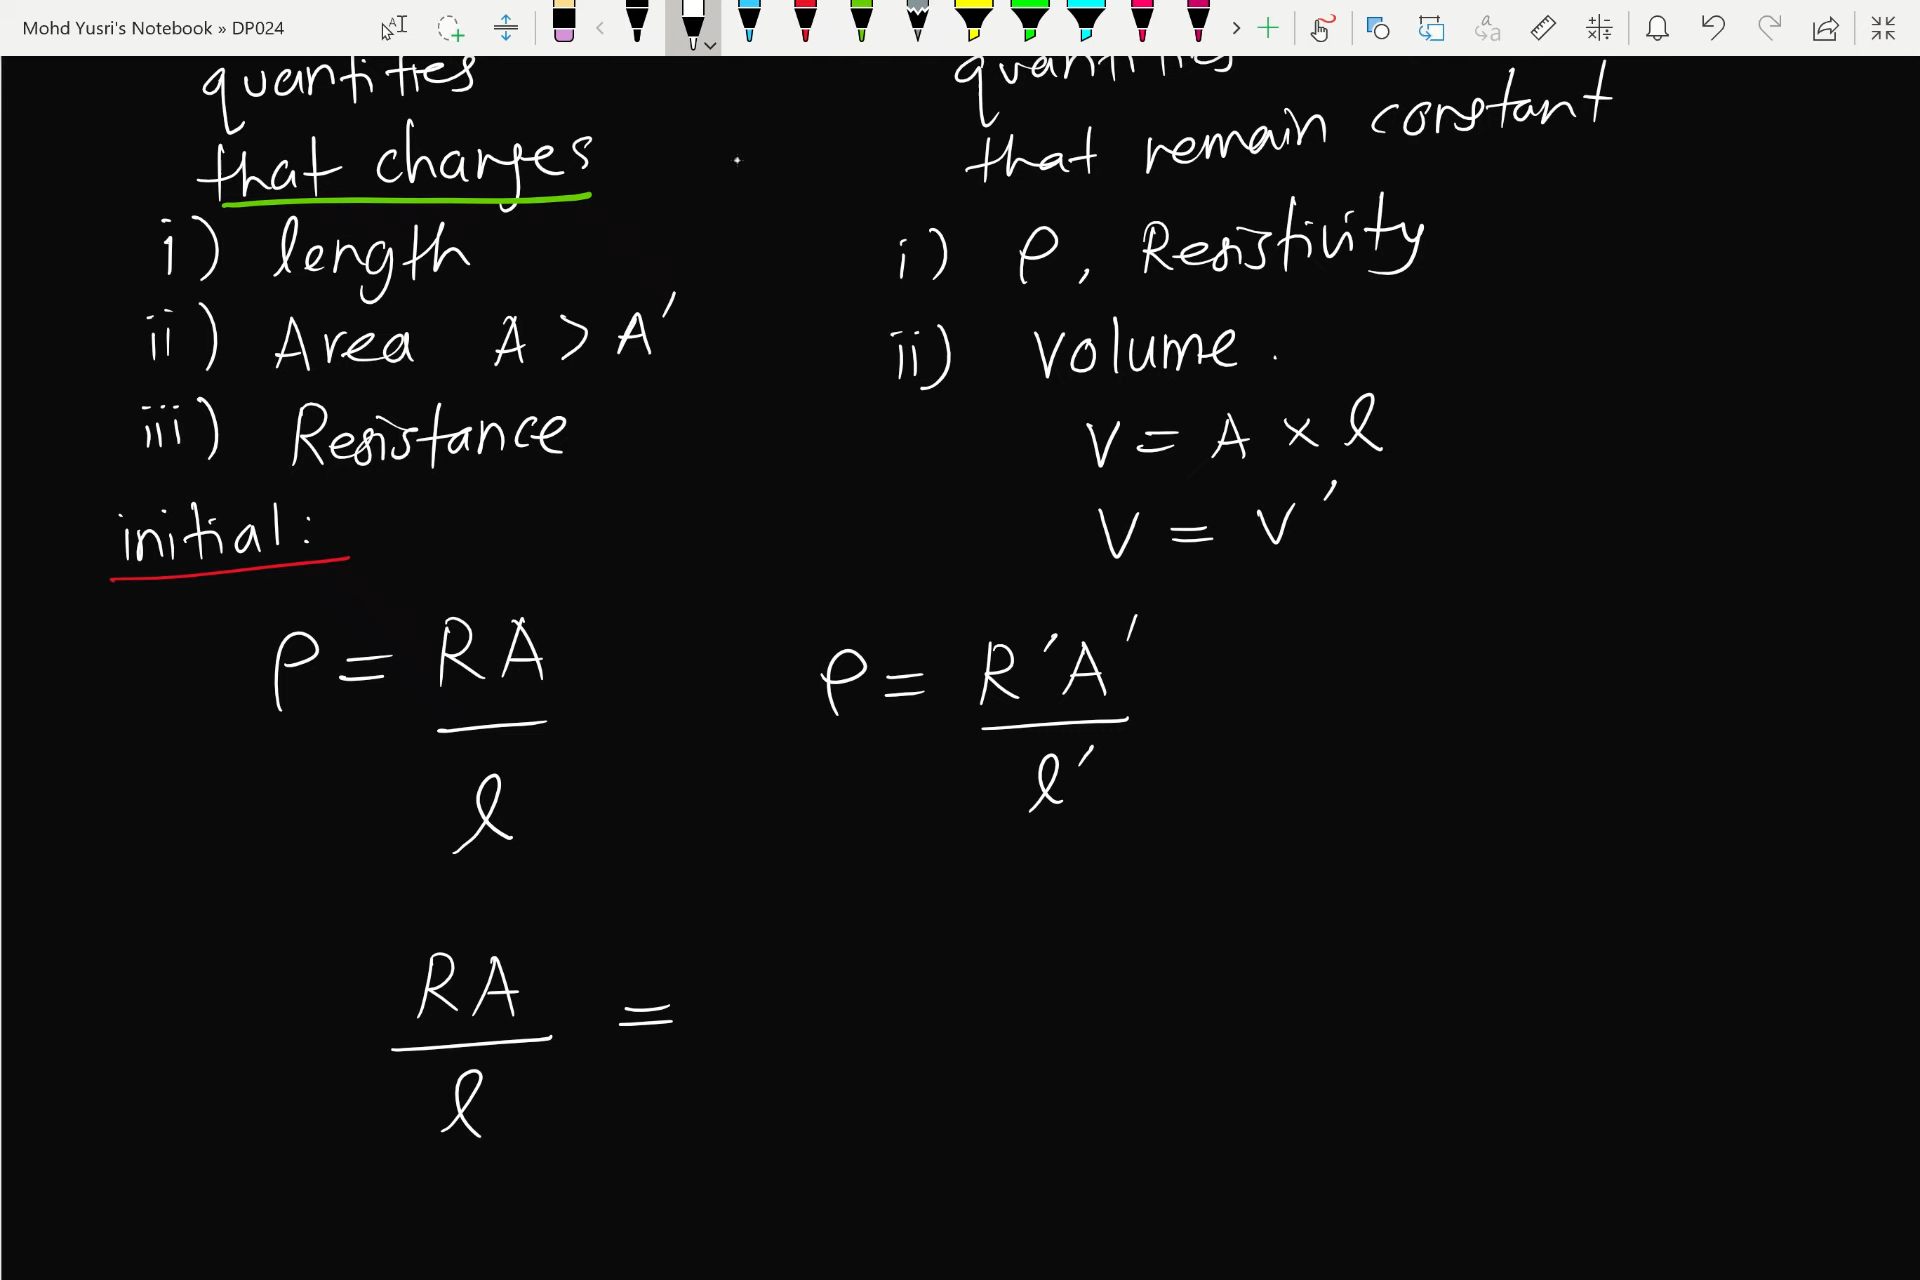 Mohd Yusri's Notebook » DP024
quantities
that changes
i) length
ii) Area A > A'
iii) Resistance
quantities
that remain constant
i) ρ, Resistivity
ii) Volume.
V = A × l
V = V'
initial:
ρ = RA / l
ρ = R'A' / l'
RA / l =